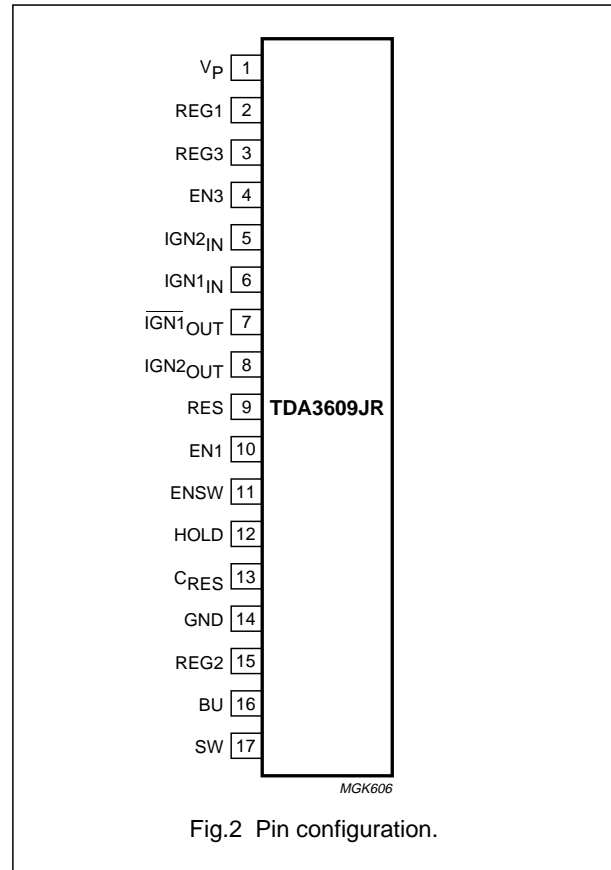 V_P 1
REG1 2
REG3 3
EN3 4
IGN2_IN 5
IGN1_IN 6
I̅G̅N̅1̅_OUT 7
IGN2_OUT 8
RES 9 TDA3609JR
EN1 10
ENSW 11
HOLD 12
C_RES 13
GND 14
REG2 15
BU 16
SW 17
MGK606
Fig.2 Pin configuration.